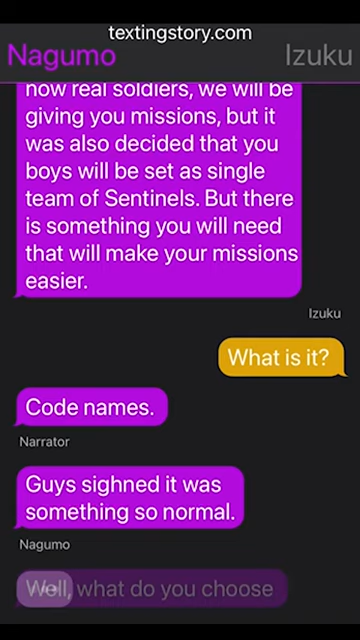 textingstory.com
Nagumo
Izuku
now real soldiers, we will be
giving you missions, but it
was also decided that you
boys will be set as single
team of Sentinels. But there
is something you will need
that will make your missions
easier.
Izuku
What is it?
Code names.
Narrator
Guys sighned it was
something so normal.
Nagumo
Well, what do you choose